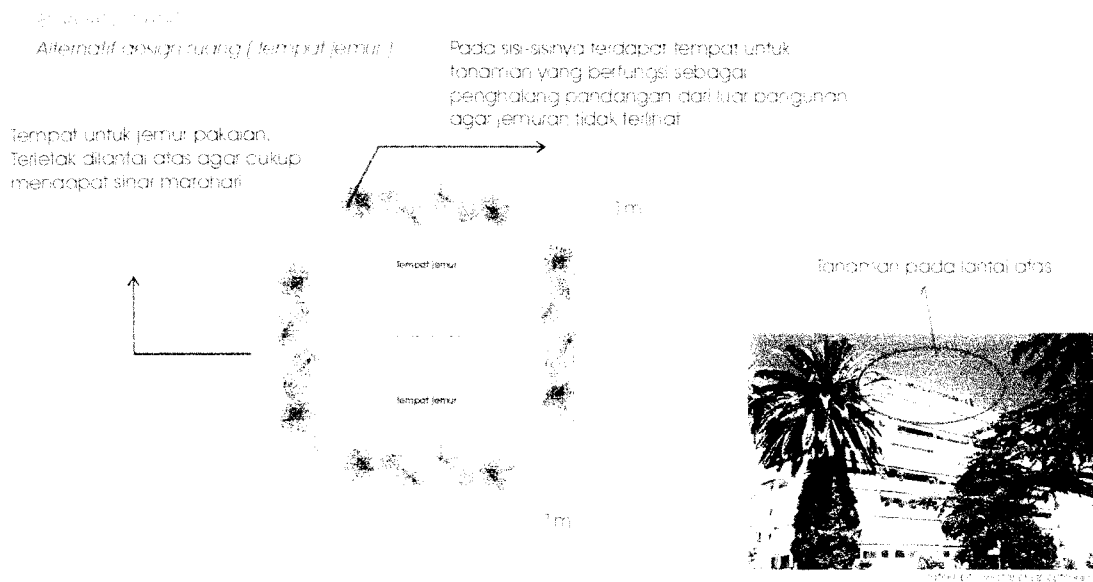 Alternatif design ruang ( tempat jemur )
Pada sisi-sisinya terdapat tempat untuk
tanaman yang berfungsi sebagai
penghalang pandangan dari luar bangunan
agar jemuran tidak terlihat
Tempat untuk jemur pakaian.
Terletak dilantai atas agar cukup
mendapat sinar matahari
1m
Tempat jemur
Tanaman pada lantai atas
Tempat jemur
1m